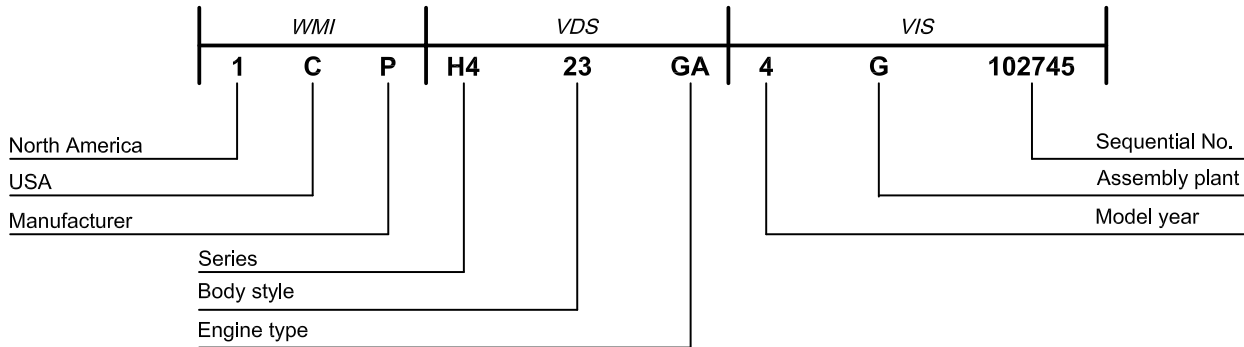 WMI VDS VIS
1 C P H4 23 GA 4 G 102745
North America Sequential No.
USA Assembly plant
Manufacturer Model year
Series
Body style
Engine type